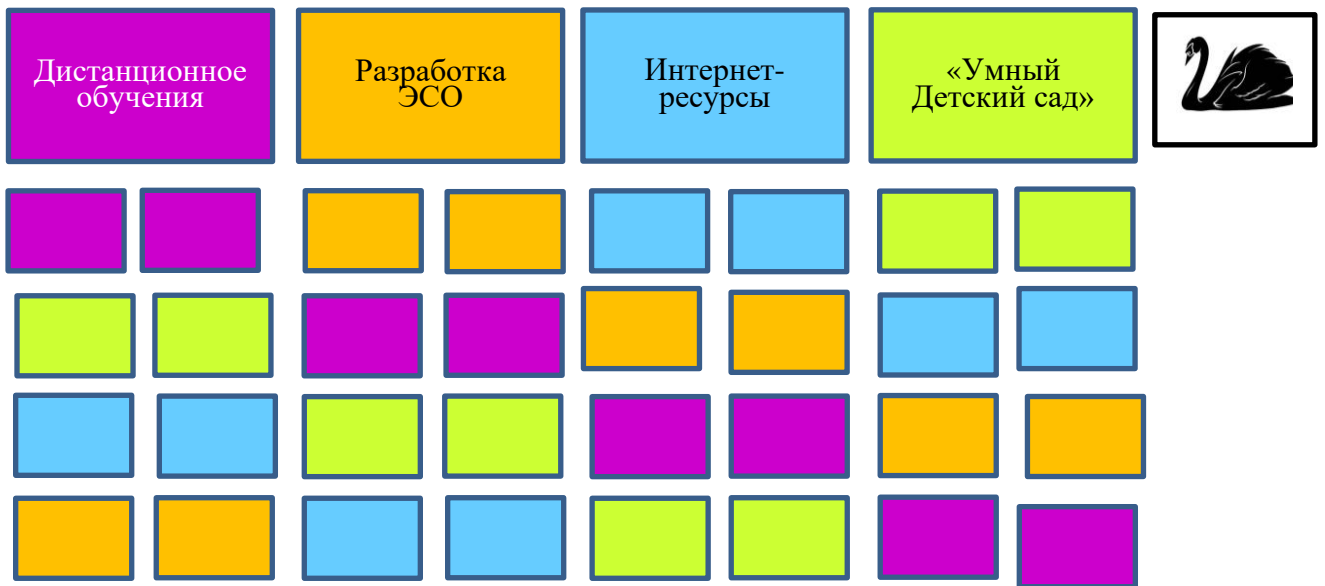 Дистанционное
обучения
Разработка
ЭСО
Интернет-
ресурсы
«Умный
Детский сад»